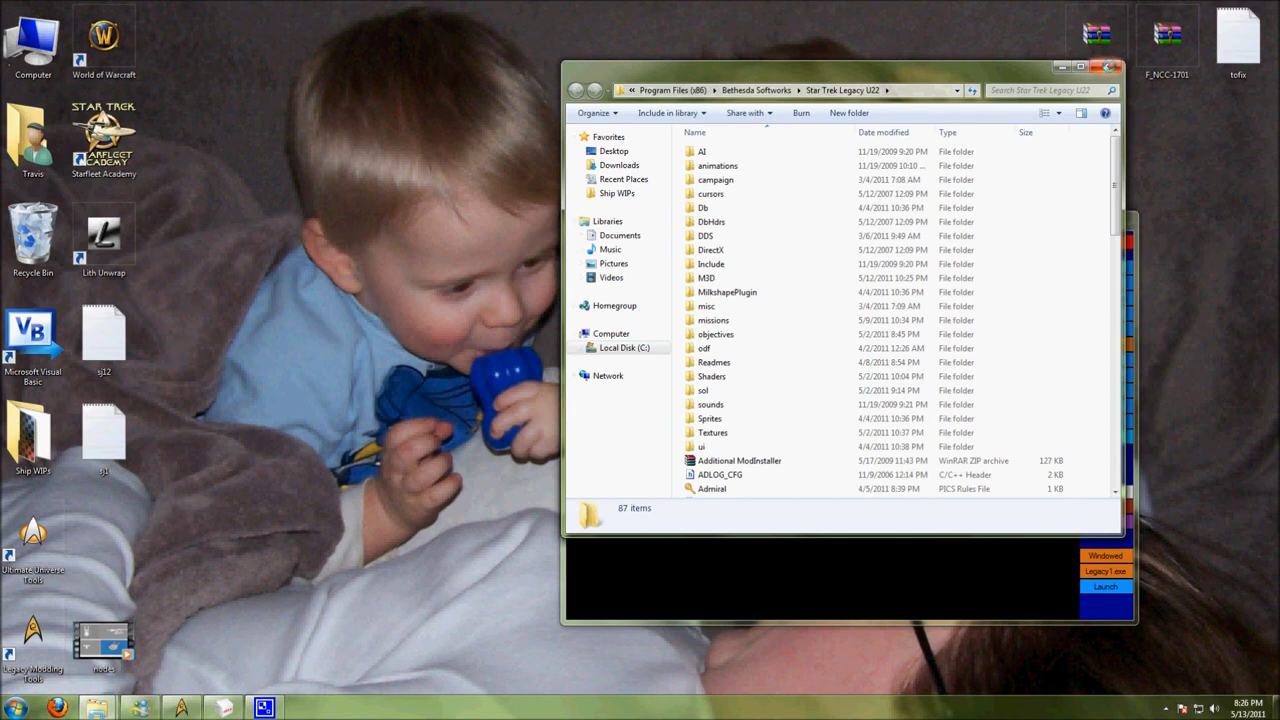 Computer
World of Warcraft
Travis
STAR TREK
STARFLEET
ACADEMY
Starfleet Academy
Recycle Bin
Lith Unwrap
VB
Microsoft Visual
Basic
sj12
Ship WIPs
sj1
Ultimate Universe
Tools
Legacy Modding
Tools
nodes
F_NCC-1701
tofix
« Program Files (x86) Bethesda Softworks Star Trek Legacy U22
Search Star Trek Legacy U22
Organize Include in library Share with Burn New folder
Favorites
Desktop
Downloads
Recent Places
Ship WIPs
Libraries
Documents
Music
Pictures
Videos
Homegroup
Computer
Local Disk (C:)
Network
Name Date modified Type Size
AI 11/19/2009 9:20 PM File folder
animations 11/19/2009 10:10 ... File folder
campaign 3/4/2011 7:08 AM File folder
cursors 5/12/2007 12:09 PM File folder
Db 4/4/2011 10:36 PM File folder
DbHdrs 5/12/2007 12:09 PM File folder
DDS 3/6/2011 9:49 AM File folder
DirectX 5/12/2007 12:09 PM File folder
Include 11/19/2009 9:20 PM File folder
M3D 5/12/2011 10:25 PM File folder
MilkshapePlugin 4/4/2011 10:36 PM File folder
misc 3/4/2011 7:09 AM File folder
missions 5/9/2011 10:34 PM File folder
objectives 5/2/2011 8:45 PM File folder
odf 4/2/2011 12:26 AM File folder
Readmes 4/8/2011 8:54 PM File folder
Shaders 5/2/2011 10:04 PM File folder
sol 5/2/2011 9:14 PM File folder
sounds 11/19/2009 9:21 PM File folder
Sprites 4/4/2011 10:36 PM File folder
Textures 5/2/2011 10:37 PM File folder
ui 4/4/2011 10:38 PM File folder
Additional ModInstaller 5/17/2009 11:43 PM WinRAR ZIP archive 127 KB
ADLOG_CFG 11/9/2006 12:14 PM C/C++ Header 2 KB
Admiral 4/5/2011 8:39 PM PICS Rules File 1 KB
87 items
Windowed
Legacy1.exe
Launch
8:26 PM
5/13/2011